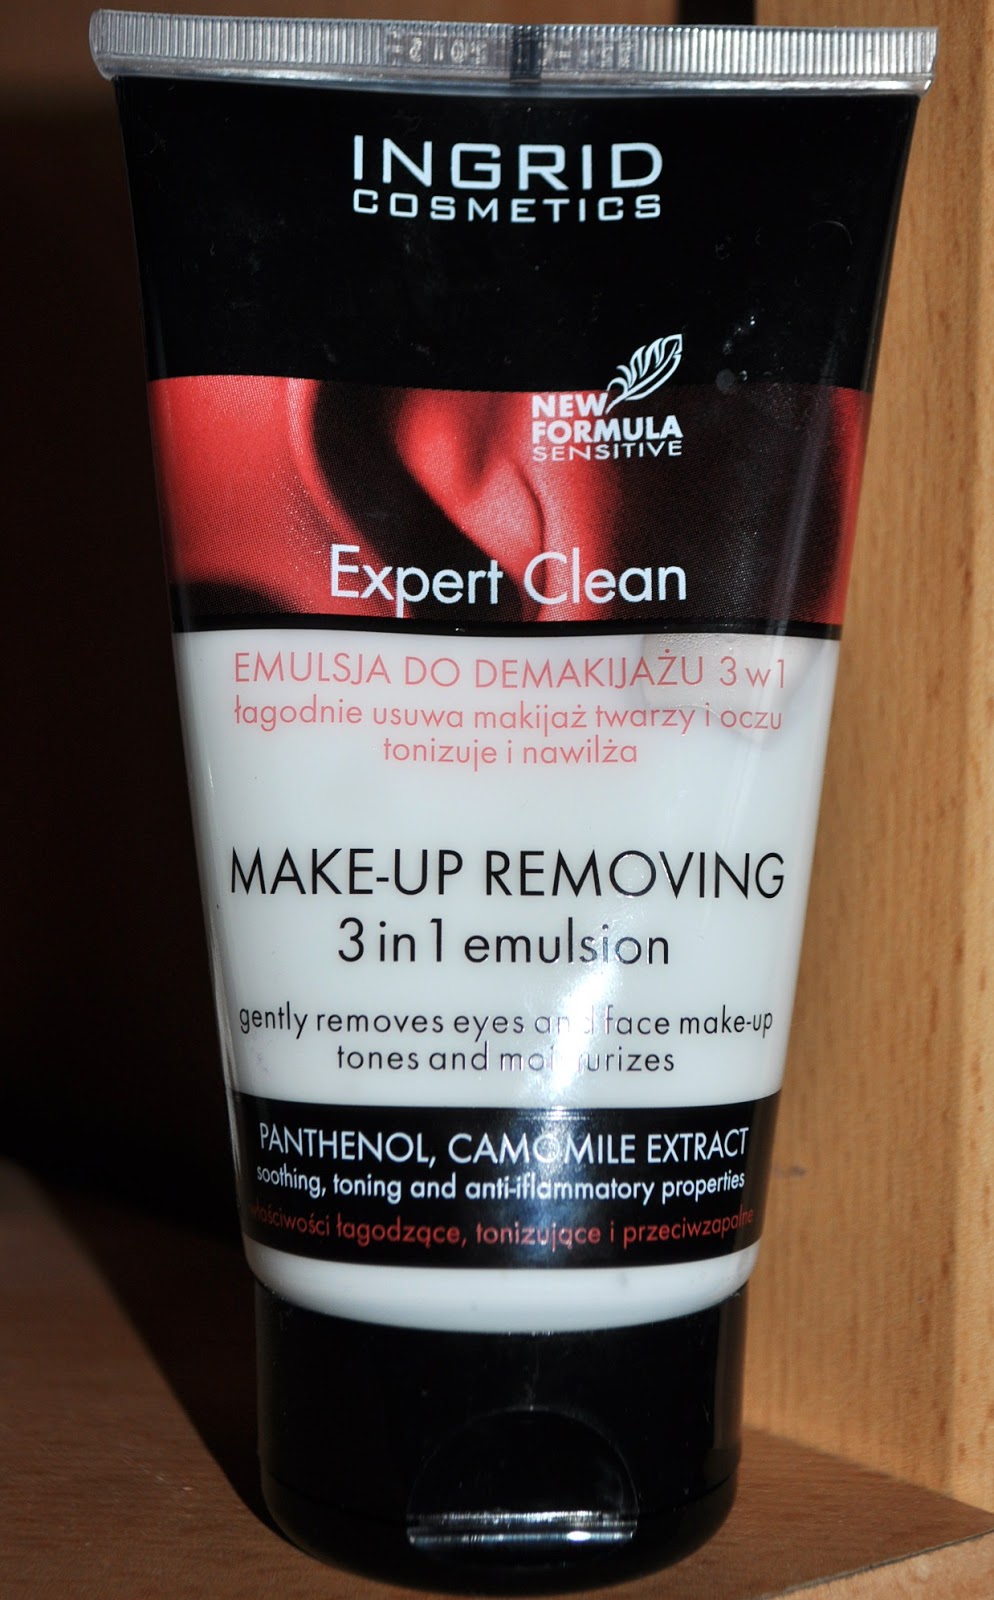 INGRID
COSMETICS
NEW
FORMULA
SENSITIVE
Expert Clean
EMULSJA DO DEMAKIJAŻU 3 w 1
łagodnie usuwa makijaż twarzy i oczu
tonizuje i nawilża
MAKE-UP REMOVING
3 in 1 emulsion
gently removes eyes and face make-up
tones and moisturizes
PANTHENOL, CAMOMILE EXTRACT
soothing, toning and anti-iflammatory properties
właściwości łagodzące, tonizujące i przeciwzapalne